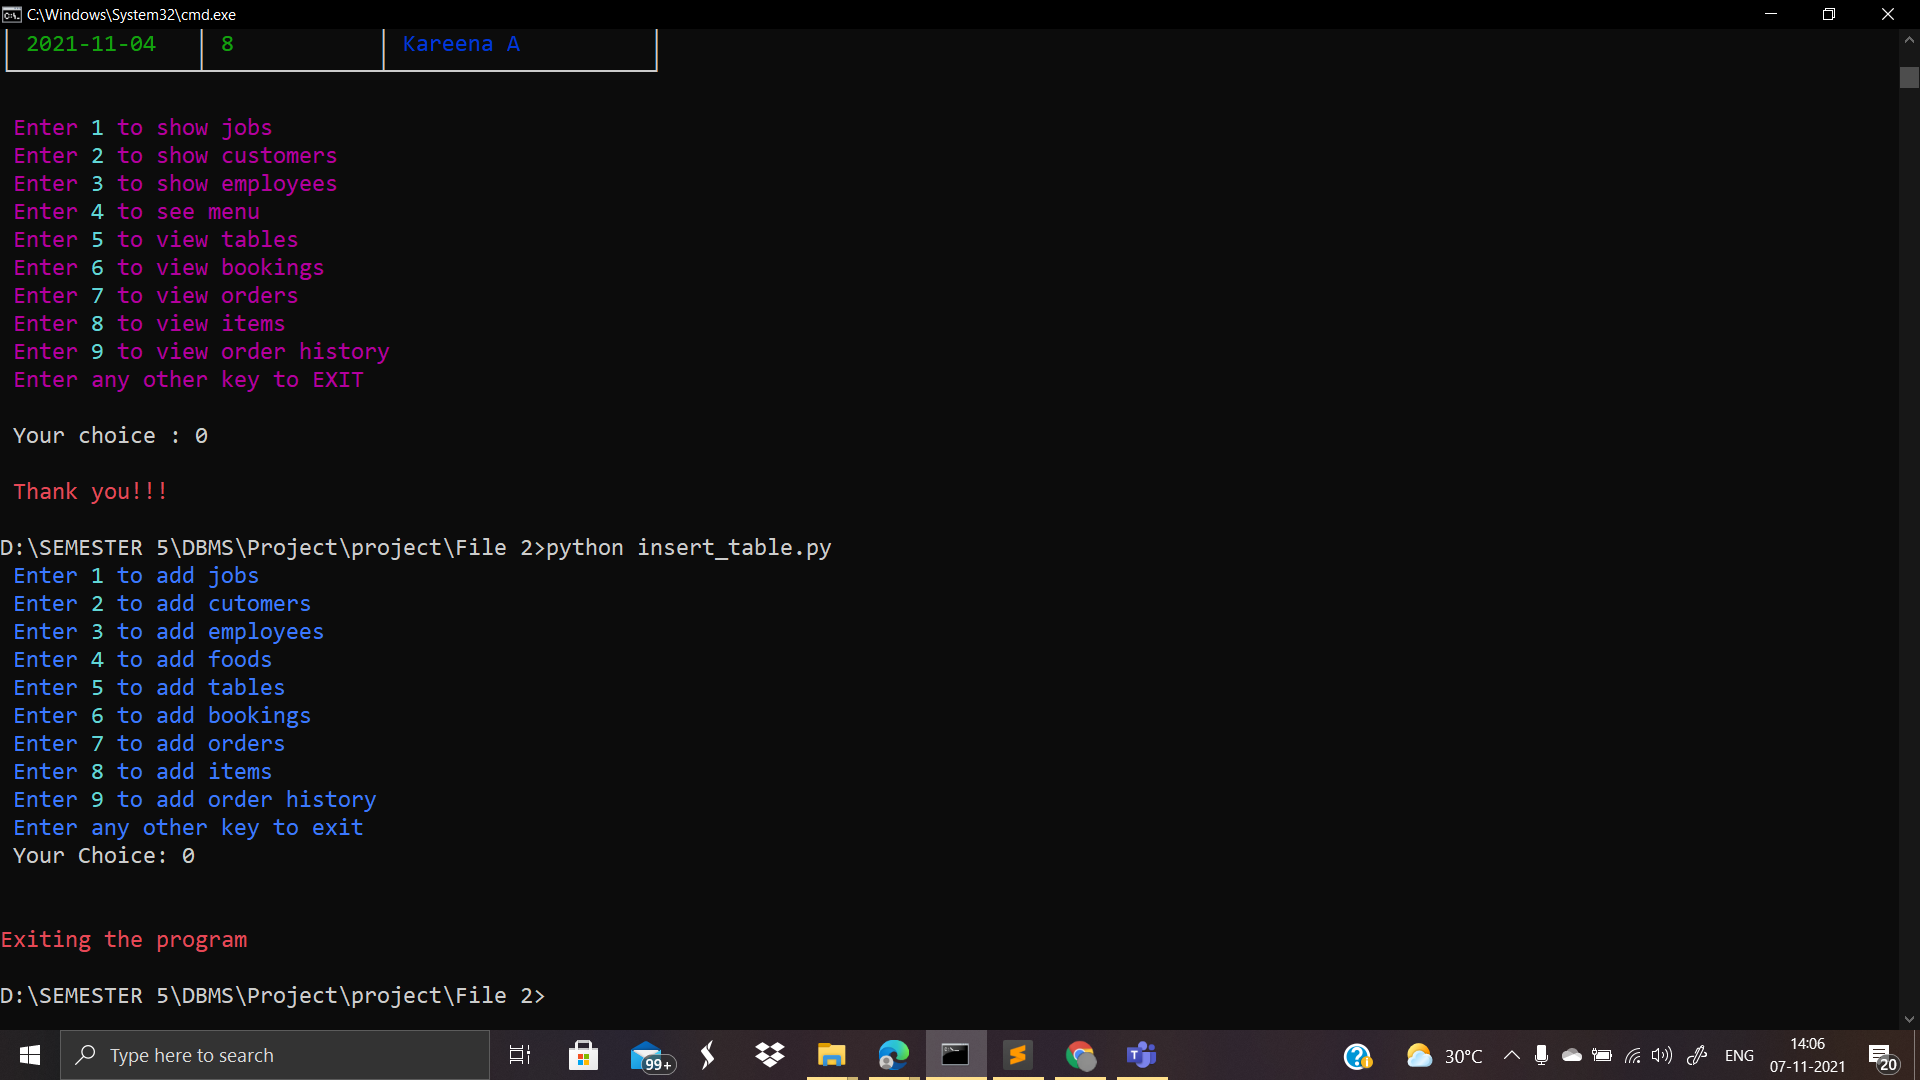 C:\Windows\System32\cmd.exe
2021-11-04 8 Kareena A
Enter 1 to show jobs
Enter 2 to show customers
Enter 3 to show employees
Enter 4 to see menu
Enter 5 to view tables
Enter 6 to view bookings
Enter 7 to view orders
Enter 8 to view items
Enter 9 to view order history
Enter any other key to EXIT
Your choice : 0
Thank you!!!
D:\SEMESTER 5\DBMS\Project\project\File 2>python insert_table.py
Enter 1 to add jobs
Enter 2 to add cutomers
Enter 3 to add employees
Enter 4 to add foods
Enter 5 to add tables
Enter 6 to add bookings
Enter 7 to add orders
Enter 8 to add items
Enter 9 to add order history
Enter any other key to exit
Your Choice: 0
Exiting the program
D:\SEMESTER 5\DBMS\Project\project\File 2>
Type here to search
99+
30°C
ENG
14:06
07-11-2021
20